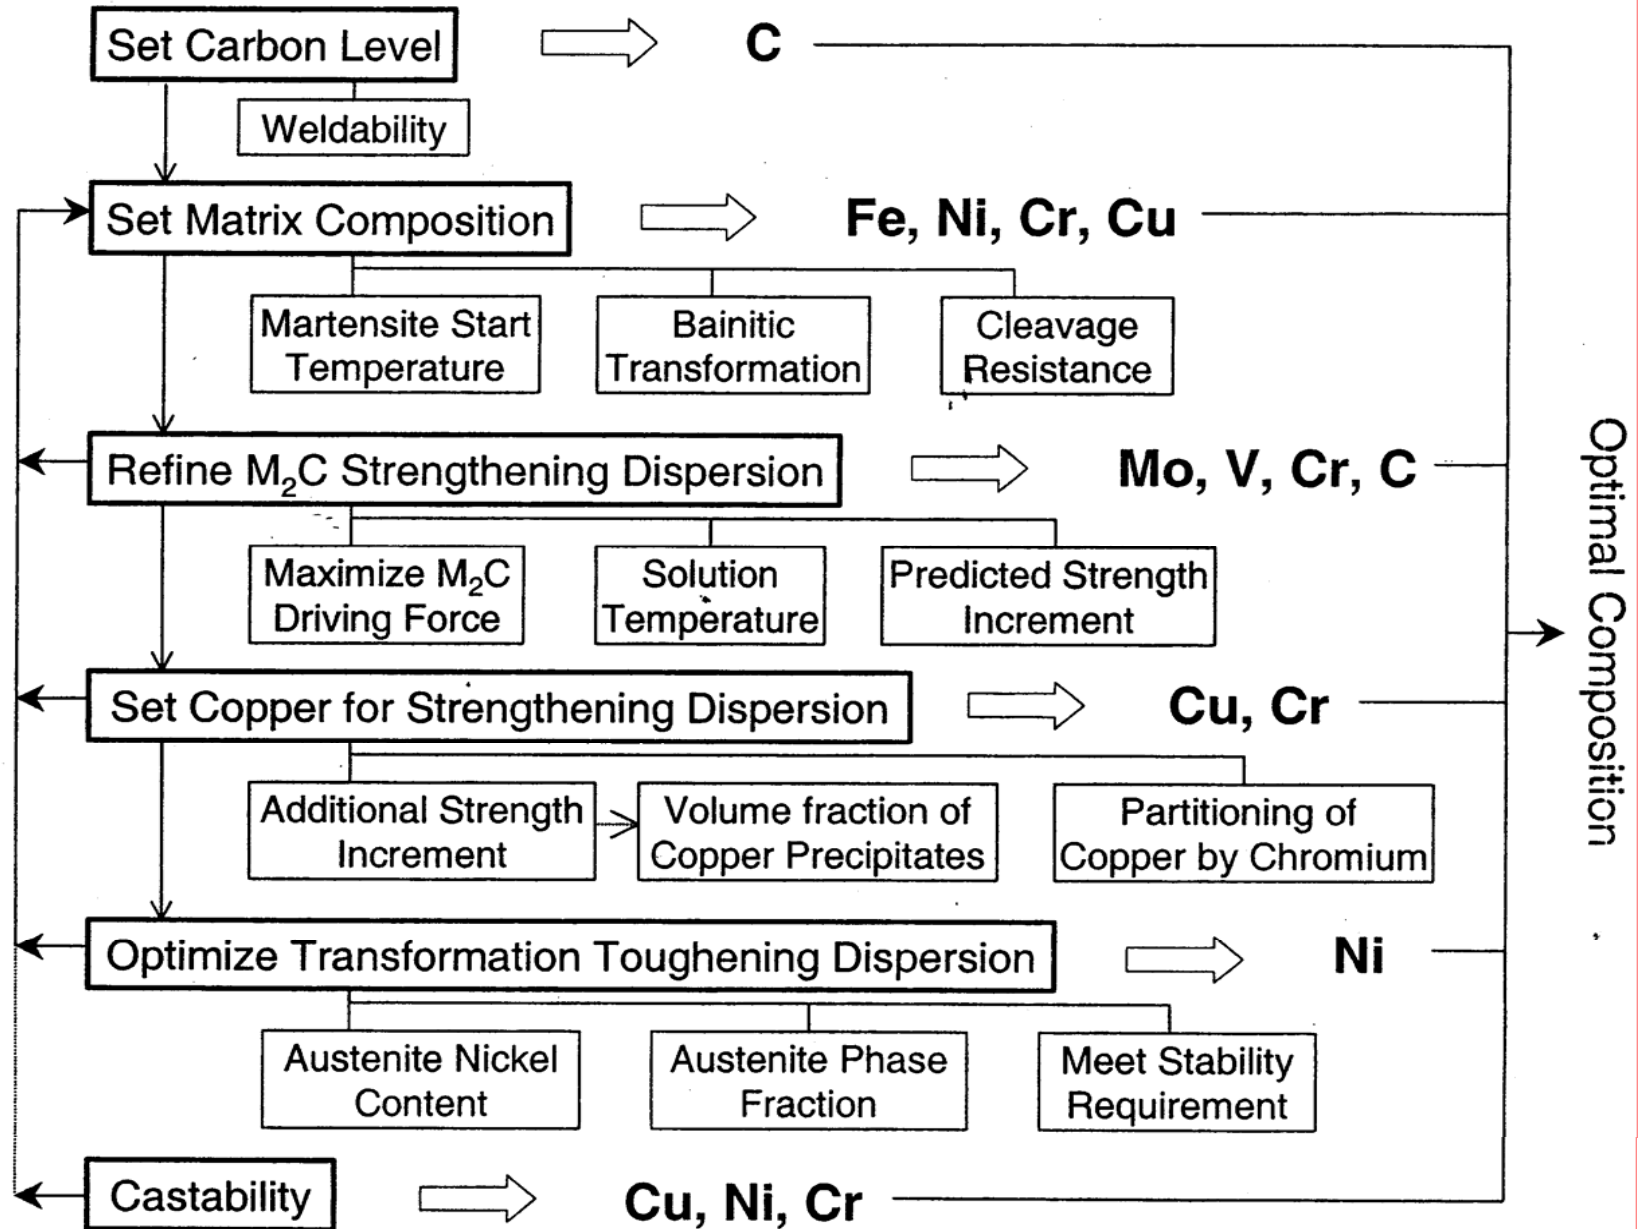 Set Carbon Level
C
Weldability
Set Matrix Composition
Fe, Ni, Cr, Cu
Martensite Start
Temperature
Bainitic
Transformation
Cleavage
Resistance
Refine M₂C Strengthening Dispersion
Mo, V, Cr, C
Maximize M₂C
Driving Force
Solution
Temperature
Predicted Strength
Increment
Set Copper for Strengthening Dispersion
Cu, Cr
Additional Strength
Increment
Volume fraction of
Copper Precipitates
Partitioning of
Copper by Chromium
Optimize Transformation Toughening Dispersion
Ni
Austenite Nickel
Content
Austenite Phase
Fraction
Meet Stability
Requirement
Castability
Cu, Ni, Cr
Optimal Composition